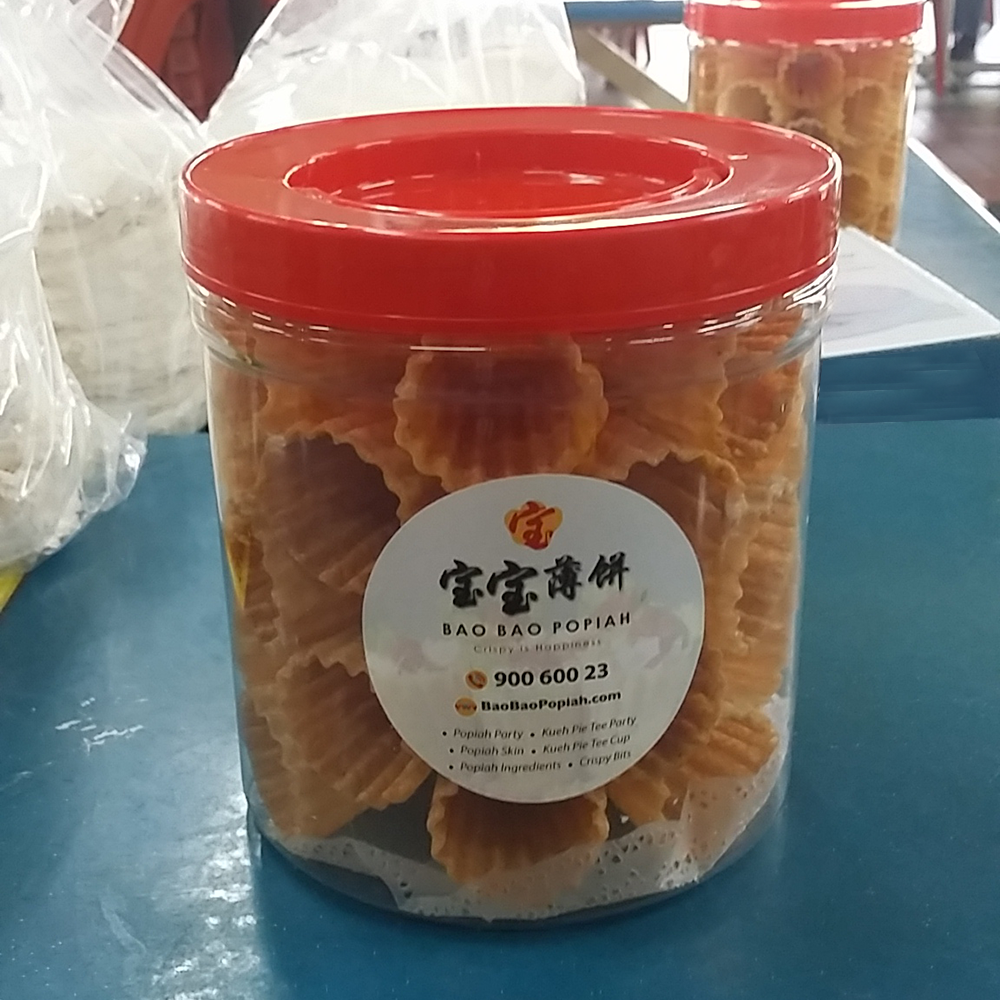 宝
宝宝薄饼
BAO BAO POPIAH
Crispy is Happiness
900 600 23
BaoBaoPopiah.com
• Popiah Party • Kueh Pie Tee Party
• Popiah Skin • Kueh Pie Tee Cup
• Popiah Ingredients • Crispy Bits